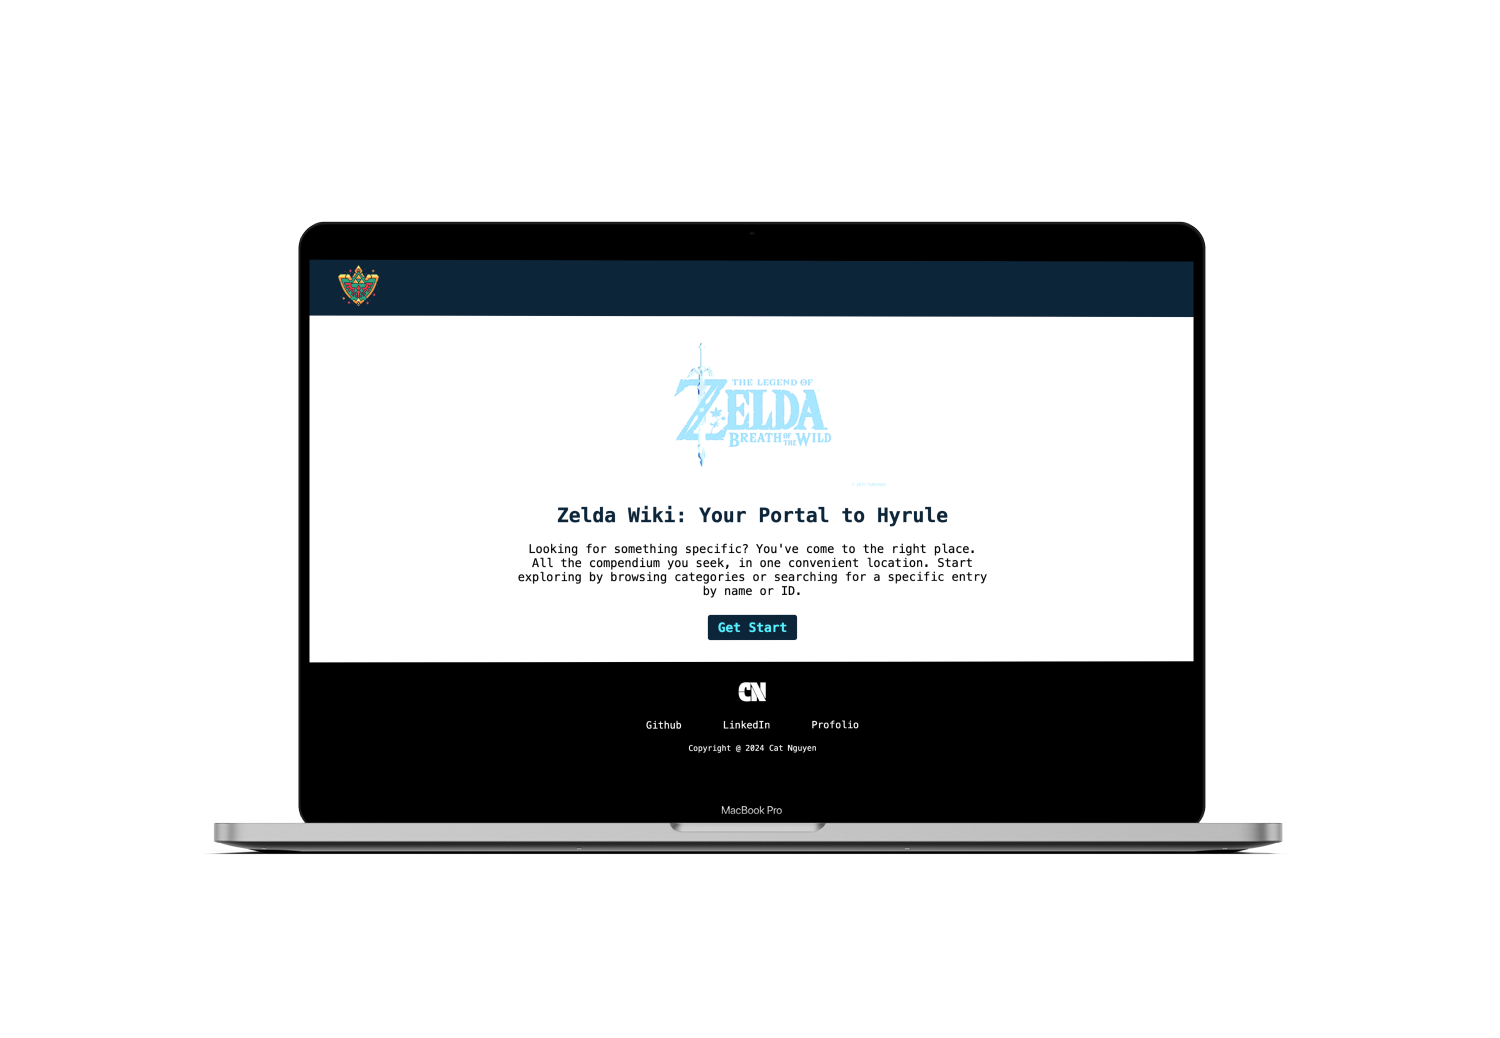 THE LEGEND OF
ZELDA
BREATH OF THE WILD
Zelda Wiki: Your Portal to Hyrule
Looking for something specific? You've come to the right place.
All the compendium you seek, in one convenient location. Start
exploring by browsing categories or searching for a specific entry
by name or ID.
Get Start
CN
Github LinkedIn Profolio
Copyright @ 2024 Cat Nguyen
MacBook Pro